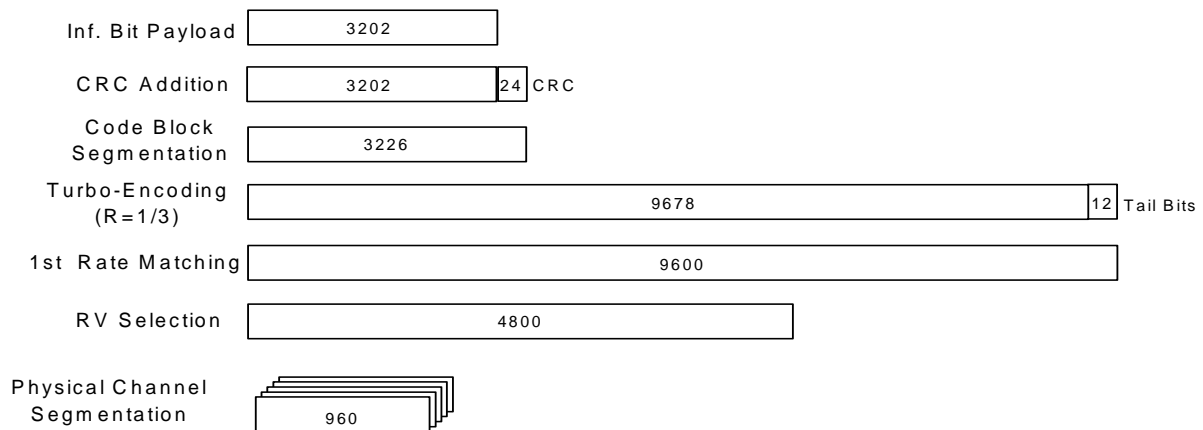 Inf. Bit Payload
3202
CRC Addition
3202
24
CRC
Code Block
Segmentation
3226
Turbo-Encoding
(R=1/3)
9678
12
Tail Bits
1st Rate Matching
9600
RV Selection
4800
Physical Channel
Segmentation
960